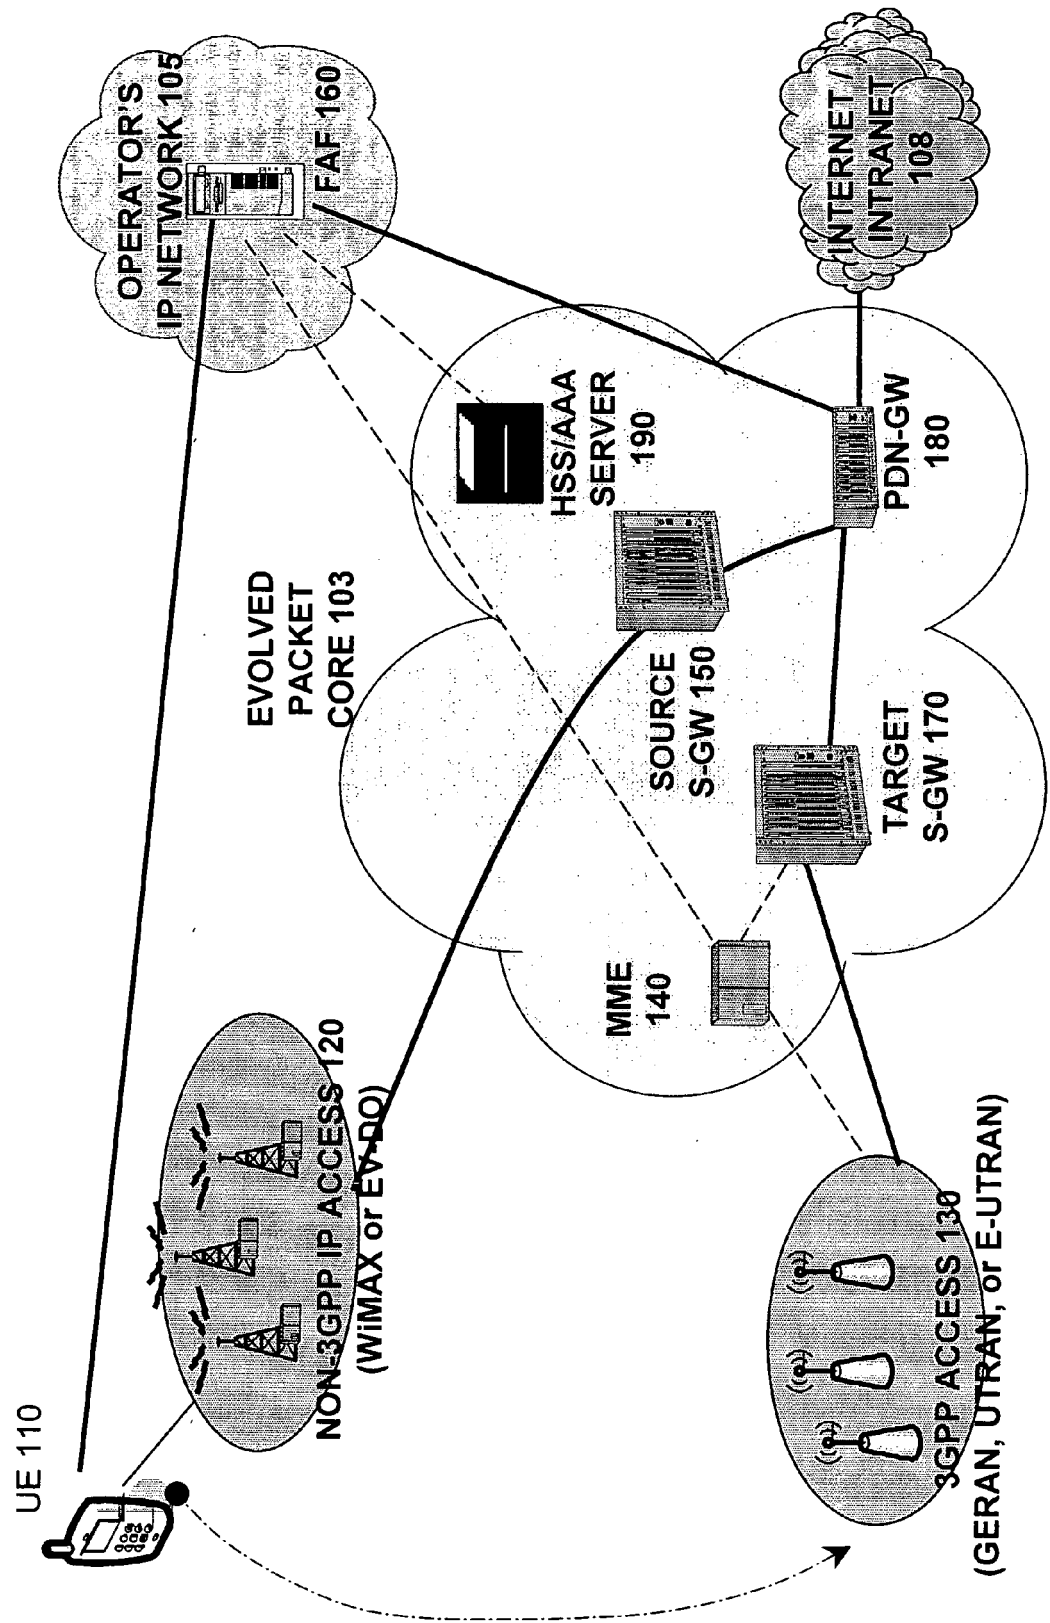 UE 110
NON-3GPP IP ACCESS 120
(WiMAX or EV-DO)
3GPP ACCESS 130
(GERAN, UTRAN, or E-UTRAN)
EVOLVED
PACKET
CORE 103
MME
140
SOURCE
S-GW 150
TARGET
S-GW 170
HSS/AAA
SERVER
190
PDN-GW
180
OPERATOR'S
IP NETWORK 105
FAF 160
INTERNET /
INTRANET
108